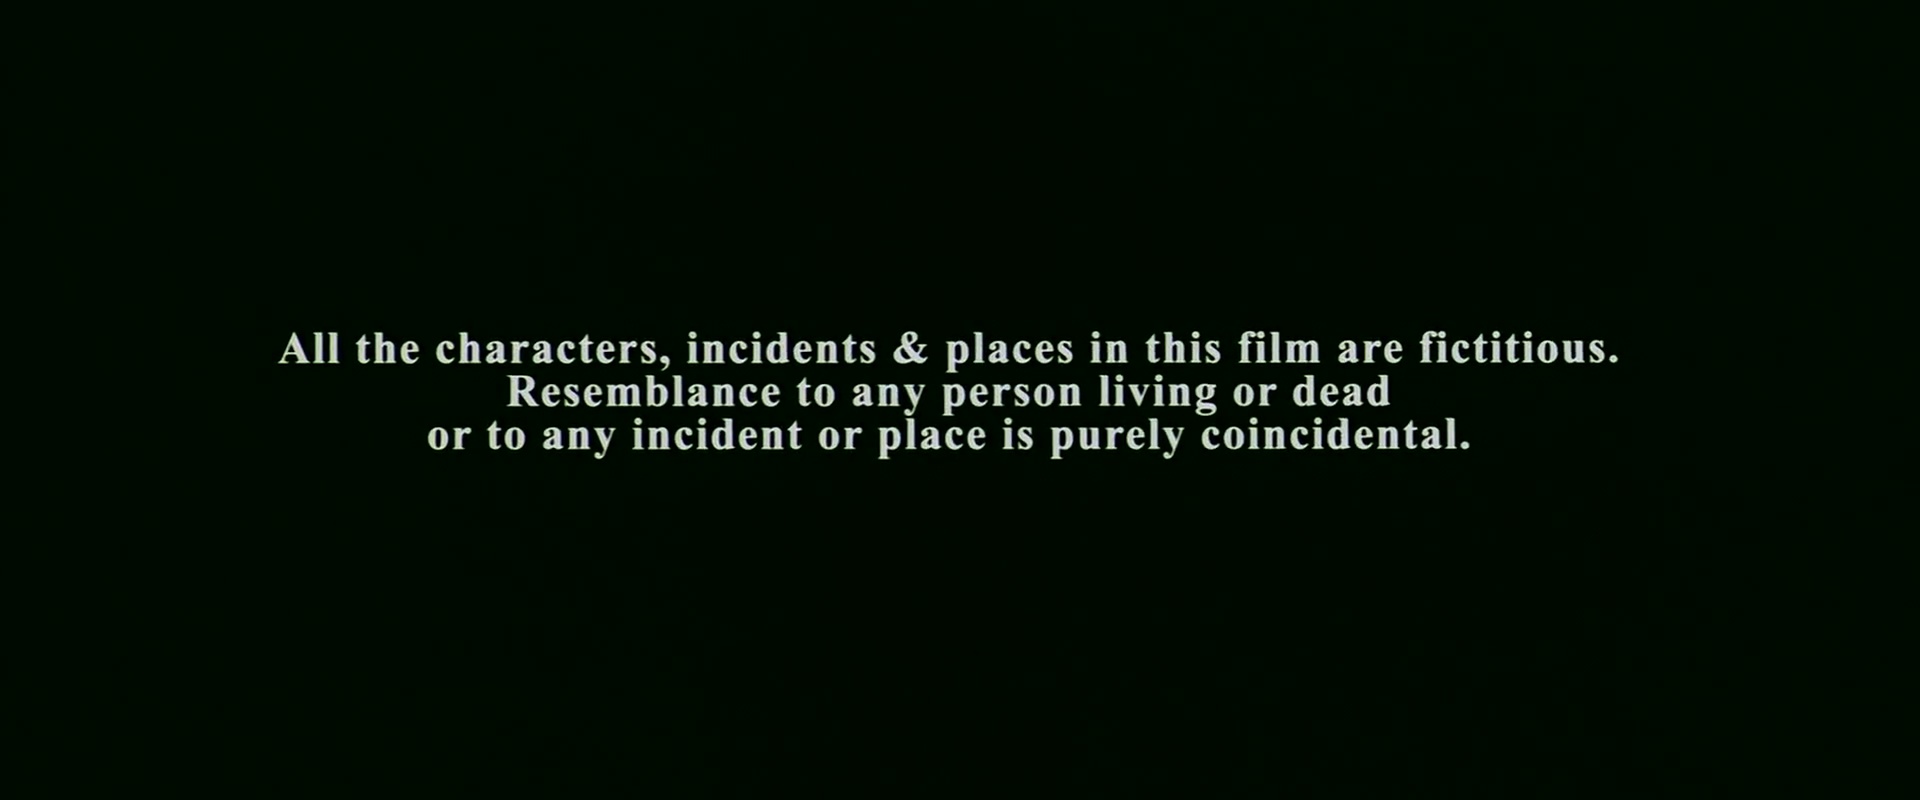 All the characters, incidents & places in this film are fictitious.
Resemblance to any person living or dead
or to any incident or place is purely coincidental.